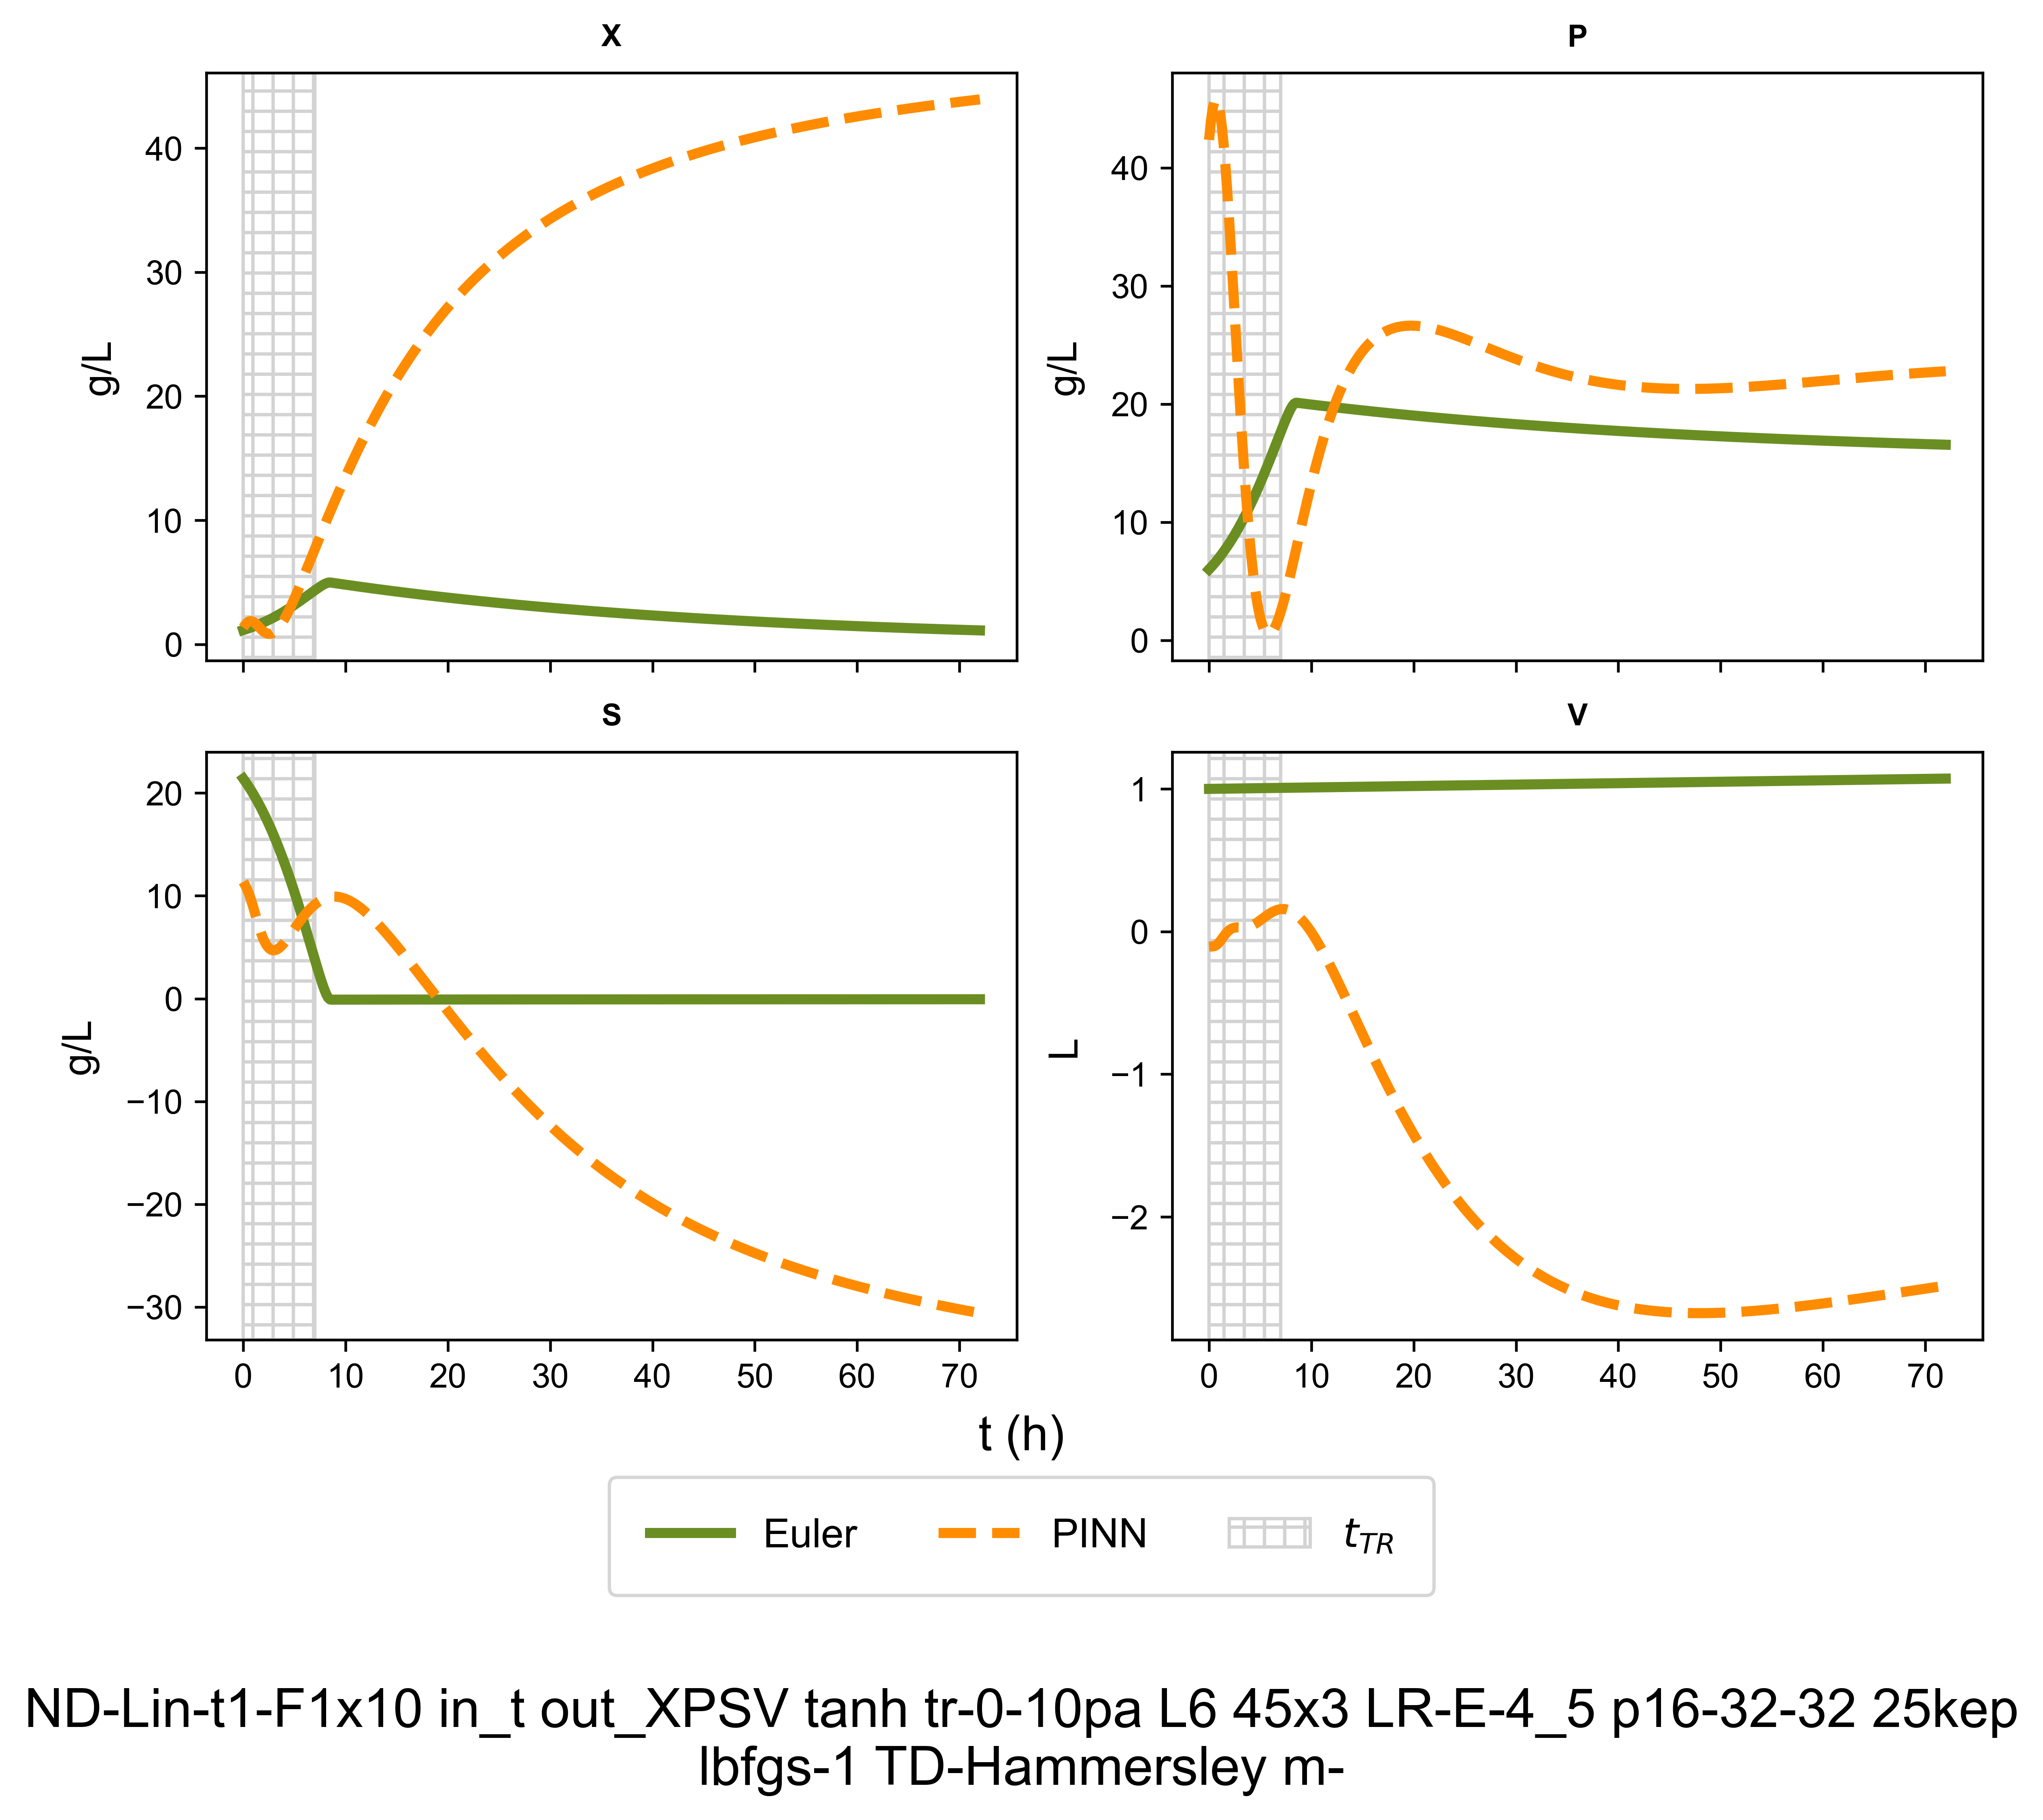 X
P
40
30
20
10
0
g/L
40
30
20
10
0
g/L
S
V
20
10
0
−10
−20
−30
g/L
0 10 20 30 40 50 60 70
1
0
−1
−2
L
0 10 20 30 40 50 60 70
t (h)
Euler PINN t_TR
ND-Lin-t1-F1x10 in_t out_XPSV tanh tr-0-10pa L6 45x3 LR-E-4_5 p16-32-32 25kep
lbfgs-1 TD-Hammersley m-